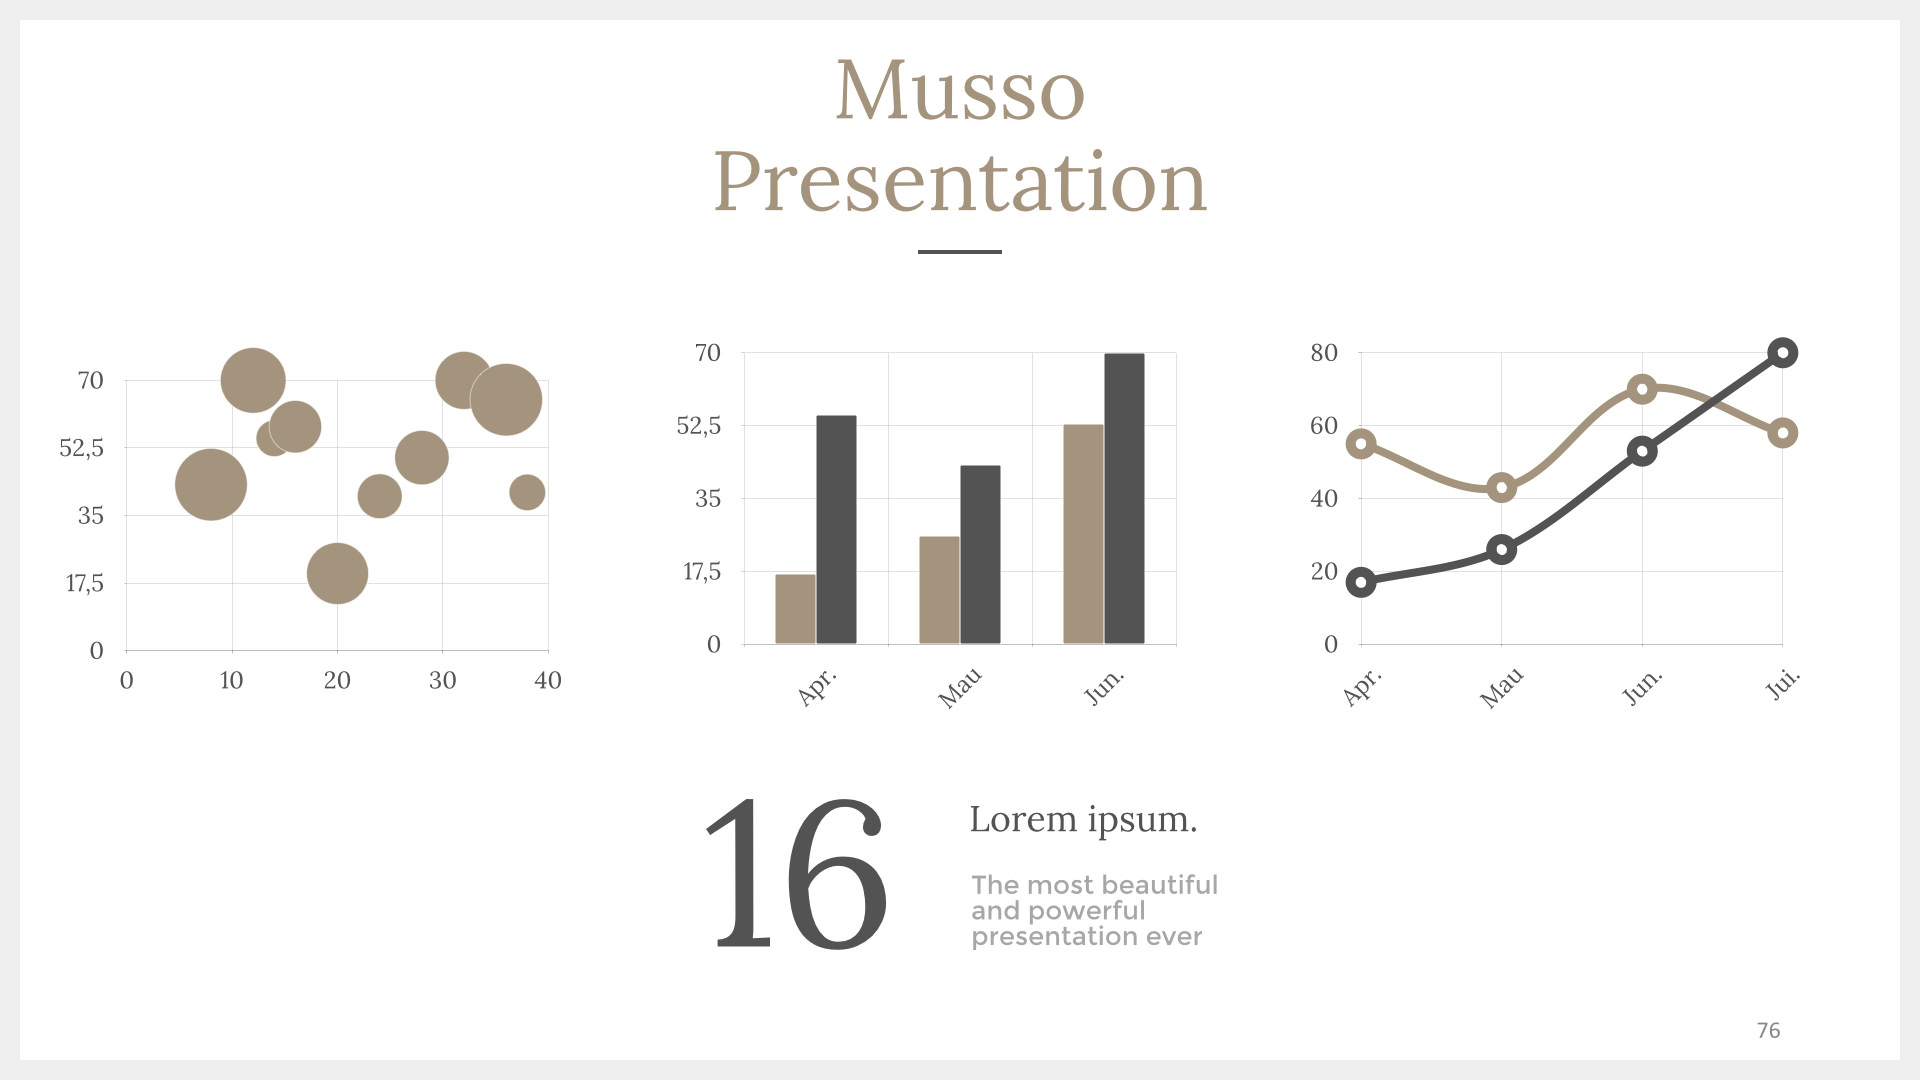 Musso
Presentation
70
52,5
35
17,5
0
0 10 20 30 40
70
52,5
35
17,5
0
Apr. Mau Jun.
80
60
40
20
0
Apr. Mau Jun. Jui.
16
Lorem ipsum.
The most beautiful
and powerful
presentation ever
76